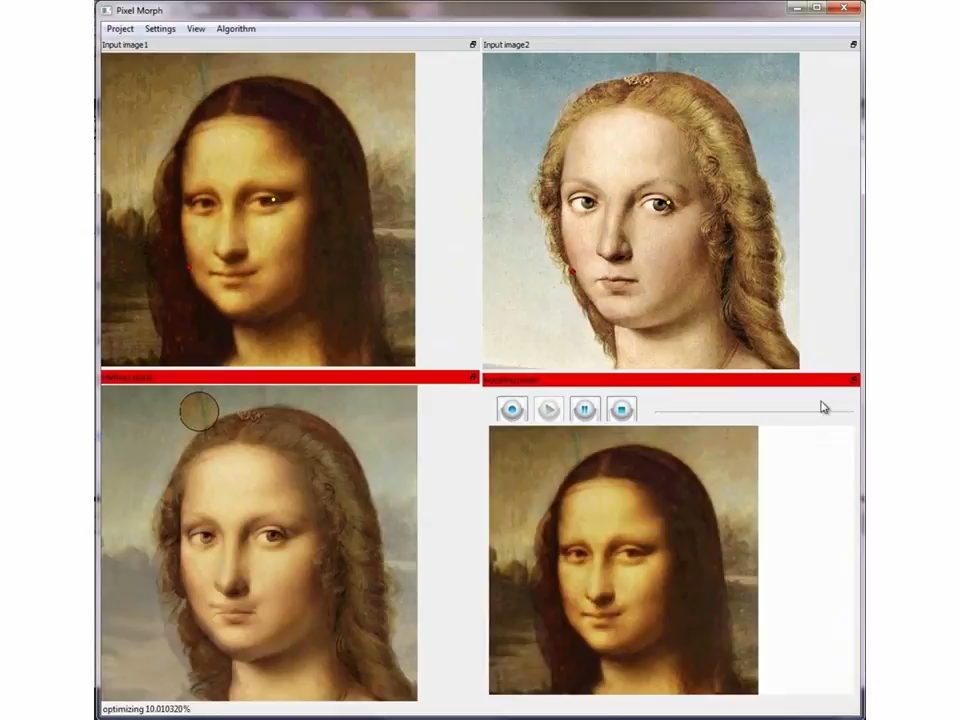 Pixel Morph
Project Settings View Algorithm
Input image1
Input image2
optimizing 10.010320%